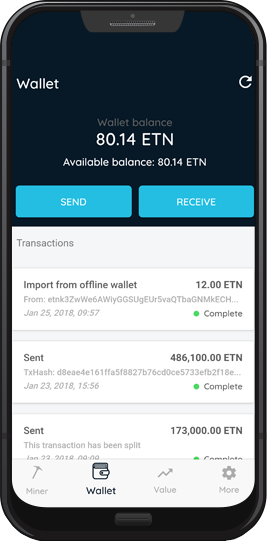 Wallet
Wallet balance
80.14 ETN
Available balance: 80.14 ETN
SEND RECEIVE
Transactions
Import from offline wallet 12.00 ETN
From: etnk3ZwWe6AWiyGGSUgEUr5vaQTbaGNMkECH...
Jan 25, 2018, 09:57 Complete
Sent 486,100.00 ETN
TxHash: d8eae4e161ffa5f8827b76cd0ce5733efb2f18e...
Jan 23, 2018, 15:56 Complete
Sent 173,000.00 ETN
This transaction has been split
Jan 23, 2018, 09:09 Complete
Miner Wallet Value More